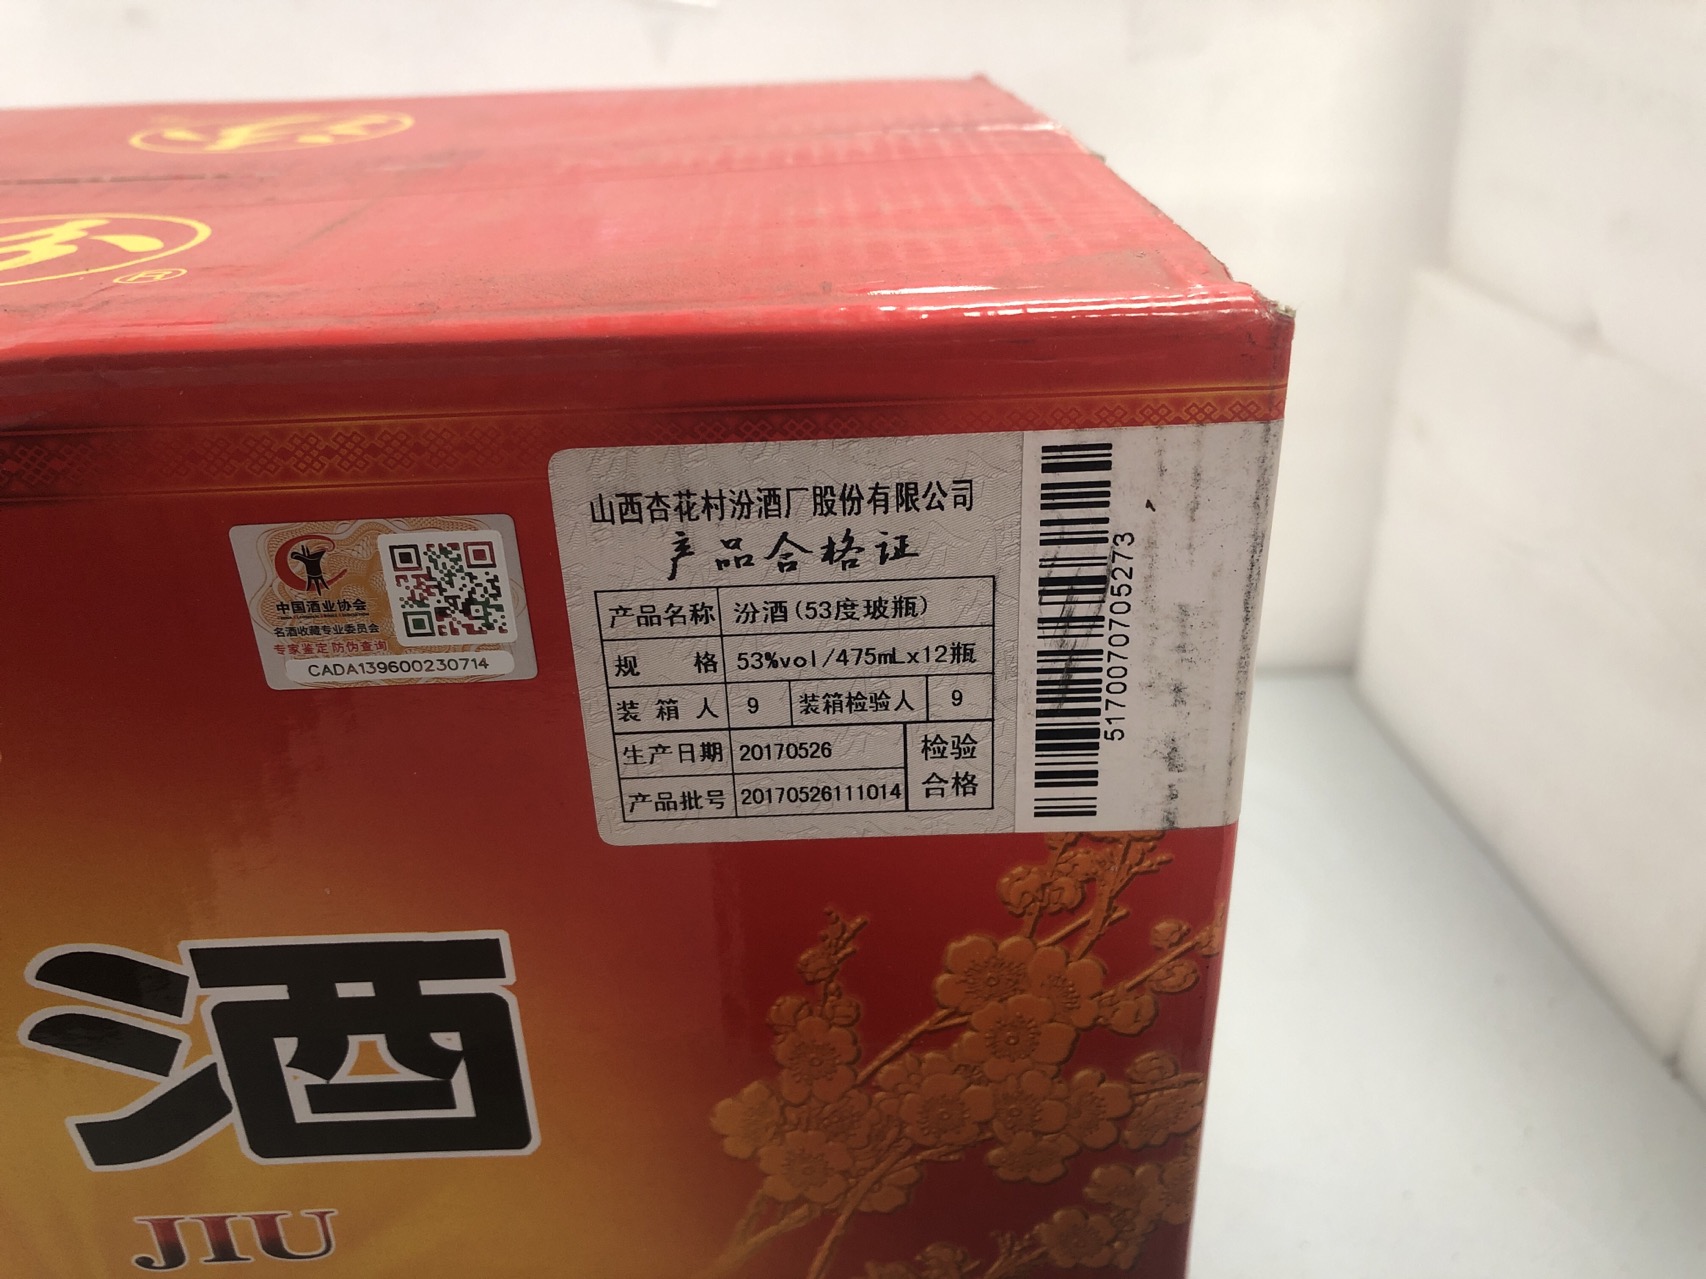 ®
中国酒业协会
名酒收藏专业委员会
专家鉴定 防伪查询
CADA139600230714
山西杏花村汾酒厂股份有限公司
产品合格证
产品名称 汾酒(53度玻瓶)
规 格 53%vol/475mLx12瓶
装箱人 9 装箱检验人 9
生产日期 20170526 检验
产品批号 20170526111014 合格
5170070705273
酒
JIU